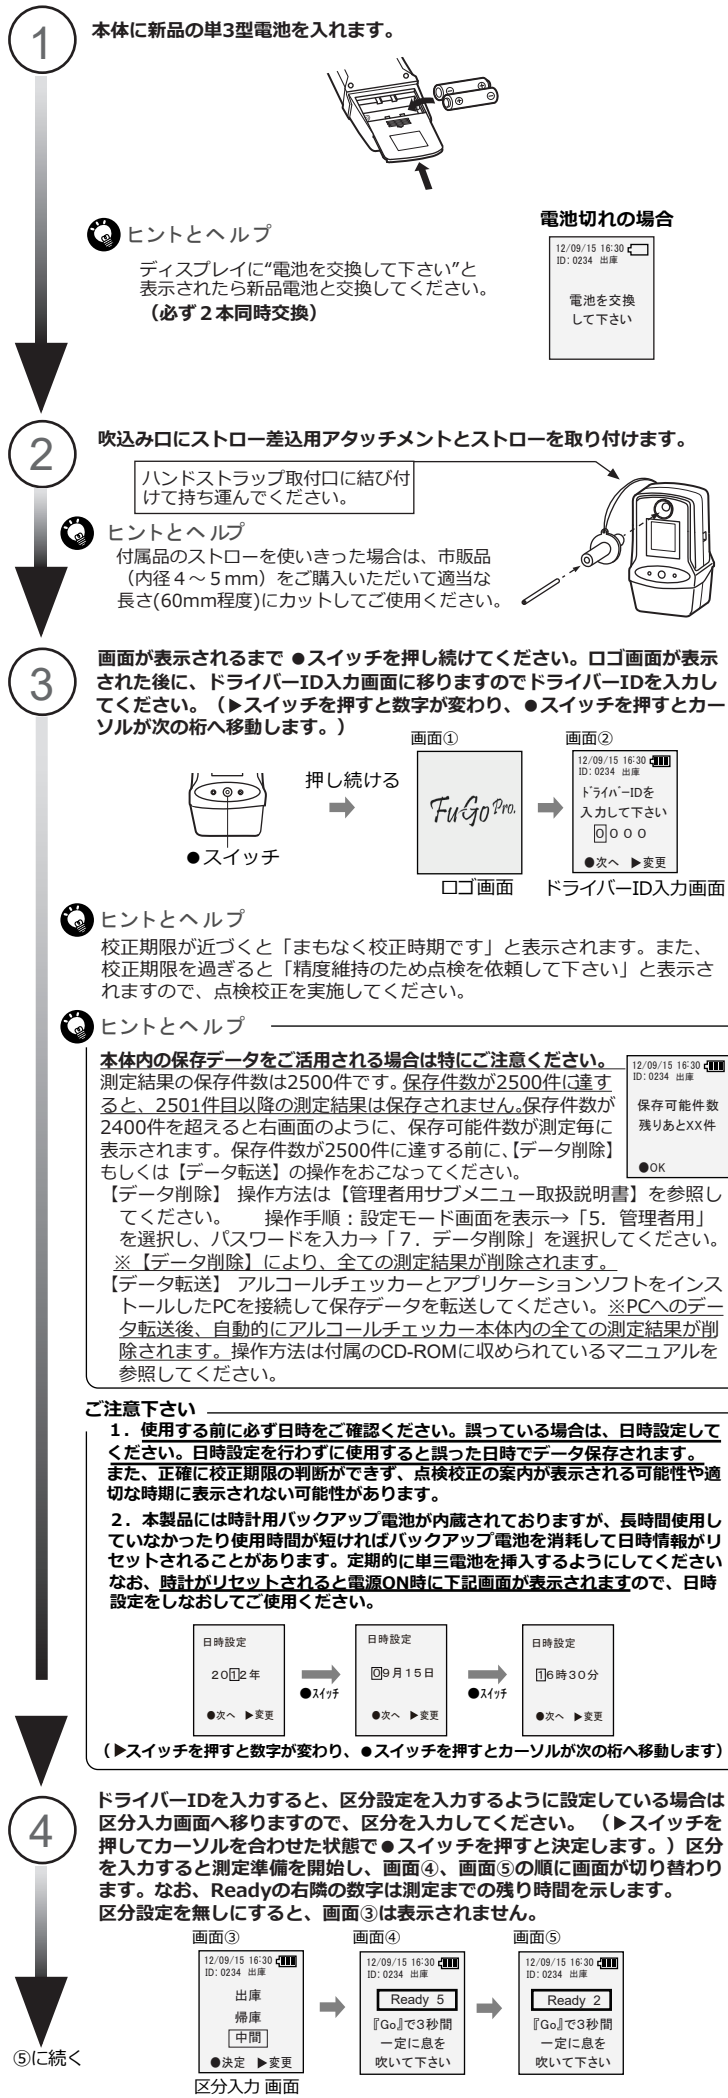 1
本体に新品の単3型電池を入れます。
ヒントとヘルプ
ディスプレイに“電池を交換して下さい”と
表示されたら新品電池と交換してください。
（必ず２本同時交換）
電池切れの場合
12/09/15 16:30
ID: 0234 出庫
電池を交換
して下さい
2
吹込み口にストロー差込用アタッチメントとストローを取り付けます。
ハンドストラップ取付口に結び付
けて持ち運んでください。
ヒントとヘルプ
付属品のストローを使いきった場合は、市販品
（内径４～５mm）をご購入いただいて適当な
長さ(60mm程度)にカットしてご使用ください。
3
画面が表示されるまで ●スイッチを押し続けてください。ロゴ画面が表示
された後に、ドライバーID入力画面に移りますのでドライバーIDを入力し
てください。（▶スイッチを押すと数字が変わり、●スイッチを押すとカー
ソルが次の桁へ移動します。）
●スイッチ
押し続ける
画面①
FuGo Pro.
ロゴ画面
画面②
12/09/15 16:30
ID: 0234 出庫
ﾄﾞﾗｲﾊﾞｰIDを
入力して下さい
0000
●次へ ▶変更
ドライバーID入力画面
ヒントとヘルプ
校正期限が近づくと「まもなく校正時期です」と表示されます。また、
校正期限を過ぎると「精度維持のため点検を依頼して下さい」と表示さ
れますので、点検校正を実施してください。
ヒントとヘルプ
本体内の保存データをご活用される場合は特にご注意ください。
測定結果の保存件数は2500件です。保存件数が2500件に達す
ると、2501件目以降の測定結果は保存されません。保存件数が
2400件を超えると右画面のように、保存可能件数が測定毎に
表示されます。保存件数が2500件に達する前に、【データ削除】
もしくは【データ転送】の操作をおこなってください。
12/09/15 16:30
ID: 0234 出庫
保存可能件数
残りあとXX件
●OK
【データ削除】 操作方法は【管理者用サブメニュー取扱説明書】を参照し
てください。 操作手順：設定モード画面を表示→「5．管理者用」
を選択し、パスワードを入力→「７．データ削除」を選択してください。
※【データ削除】により、全ての測定結果が削除されます。
【データ転送】 アルコールチェッカーとアプリケーションソフトをインス
トールしたPCを接続して保存データを転送してください。※PCへのデー
タ転送後、自動的にアルコールチェッカー本体内の全ての測定結果が削
除されます。操作方法は付属のCD-ROMに収められているマニュアルを
参照してください。
ご注意下さい
１．使用する前に必ず日時をご確認ください。誤っている場合は、日時設定して
ください。日時設定を行わずに使用すると誤った日時でデータ保存されます。
また、正確に校正期限の判断ができず、点検校正の案内が表示される可能性や適
切な時期に表示されない可能性があります。
２．本製品には時計用バックアップ電池が内蔵されておりますが、長時間使用し
ていなかったり使用時間が短ければバックアップ電池を消耗して日時情報がリ
セットされることがあります。定期的に単三電池を挿入するようにしてください
なお、時計がリセットされると電源ON時に下記画面が表示されますので、日時
設定をしなおしてご使用ください。
日時設定
2012年
●次へ ▶変更
●ｽｲｯﾁ
日時設定
09月15日
●次へ ▶変更
●ｽｲｯﾁ
日時設定
16時30分
●次へ ▶変更
（▶スイッチを押すと数字が変わり、●スイッチを押すとカーソルが次の桁へ移動します）
4
ドライバーIDを入力すると、区分設定を入力するように設定している場合は
区分入力画面へ移りますので、区分を入力してください。 （▶スイッチを
押してカーソルを合わせた状態で●スイッチを押すと決定します。）区分
を入力すると測定準備を開始し、画面④、画面⑤の順に画面が切り替わり
ます。なお、Readyの右隣の数字は測定までの残り時間を示します。
区分設定を無しにすると、画面③は表示されません。
画面③
12/09/15 16:30
ID: 0234 出庫
出庫
帰庫
中間
●決定 ▶変更
区分入力 画面
画面④
12/09/15 16:30
ID: 0234 出庫
Ready 5
『Go』で3秒間
一定に息を
吹いて下さい
画面⑤
12/09/15 16:30
ID: 0234 出庫
Ready 2
『Go』で3秒間
一定に息を
吹いて下さい
⑤に続く